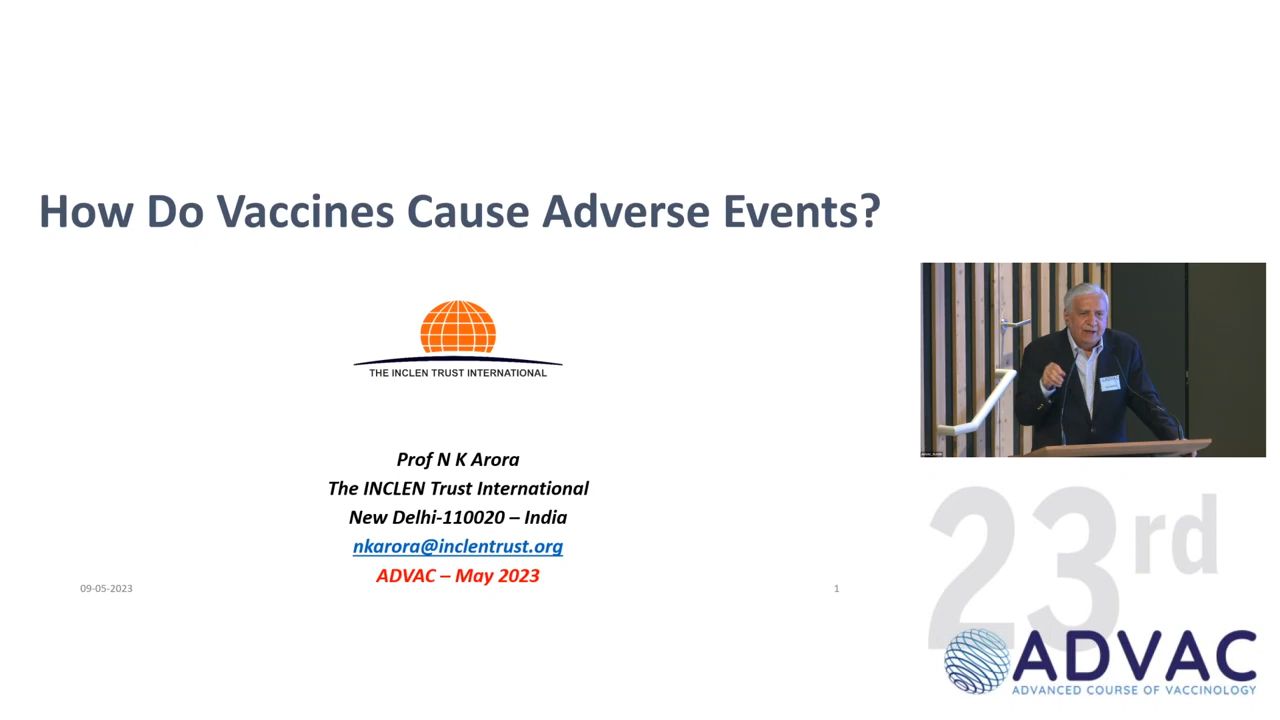 How Do Vaccines Cause Adverse Events?
THE INCLEN TRUST INTERNATIONAL
Prof N K Arora
The INCLEN Trust International
New Delhi-110020 – India
nkarora@inclentrust.org
ADVAC – May 2023
09-05-2023
1
23rd
ADVAC
ADVANCED COURSE OF VACCINOLOGY